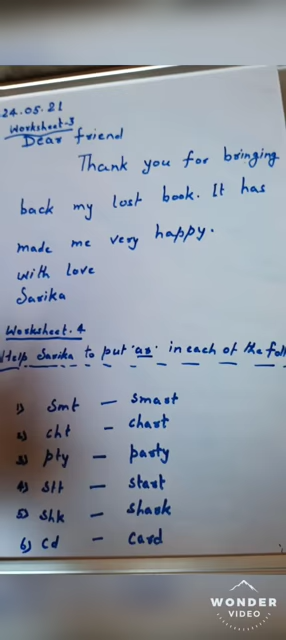 24.05.21
Worksheet-3
Dear friend
Thank you for bringing
back my lost book. It has
made me very happy.
with love
Sarika
Worksheet. 4
Help Sarika to put 'ar' in each of the foll
1) Smt - smart
2) cht - chart
3) pty - party
4) stt - start
5) shk - shark
6) cd - card
WONDER
VIDEO